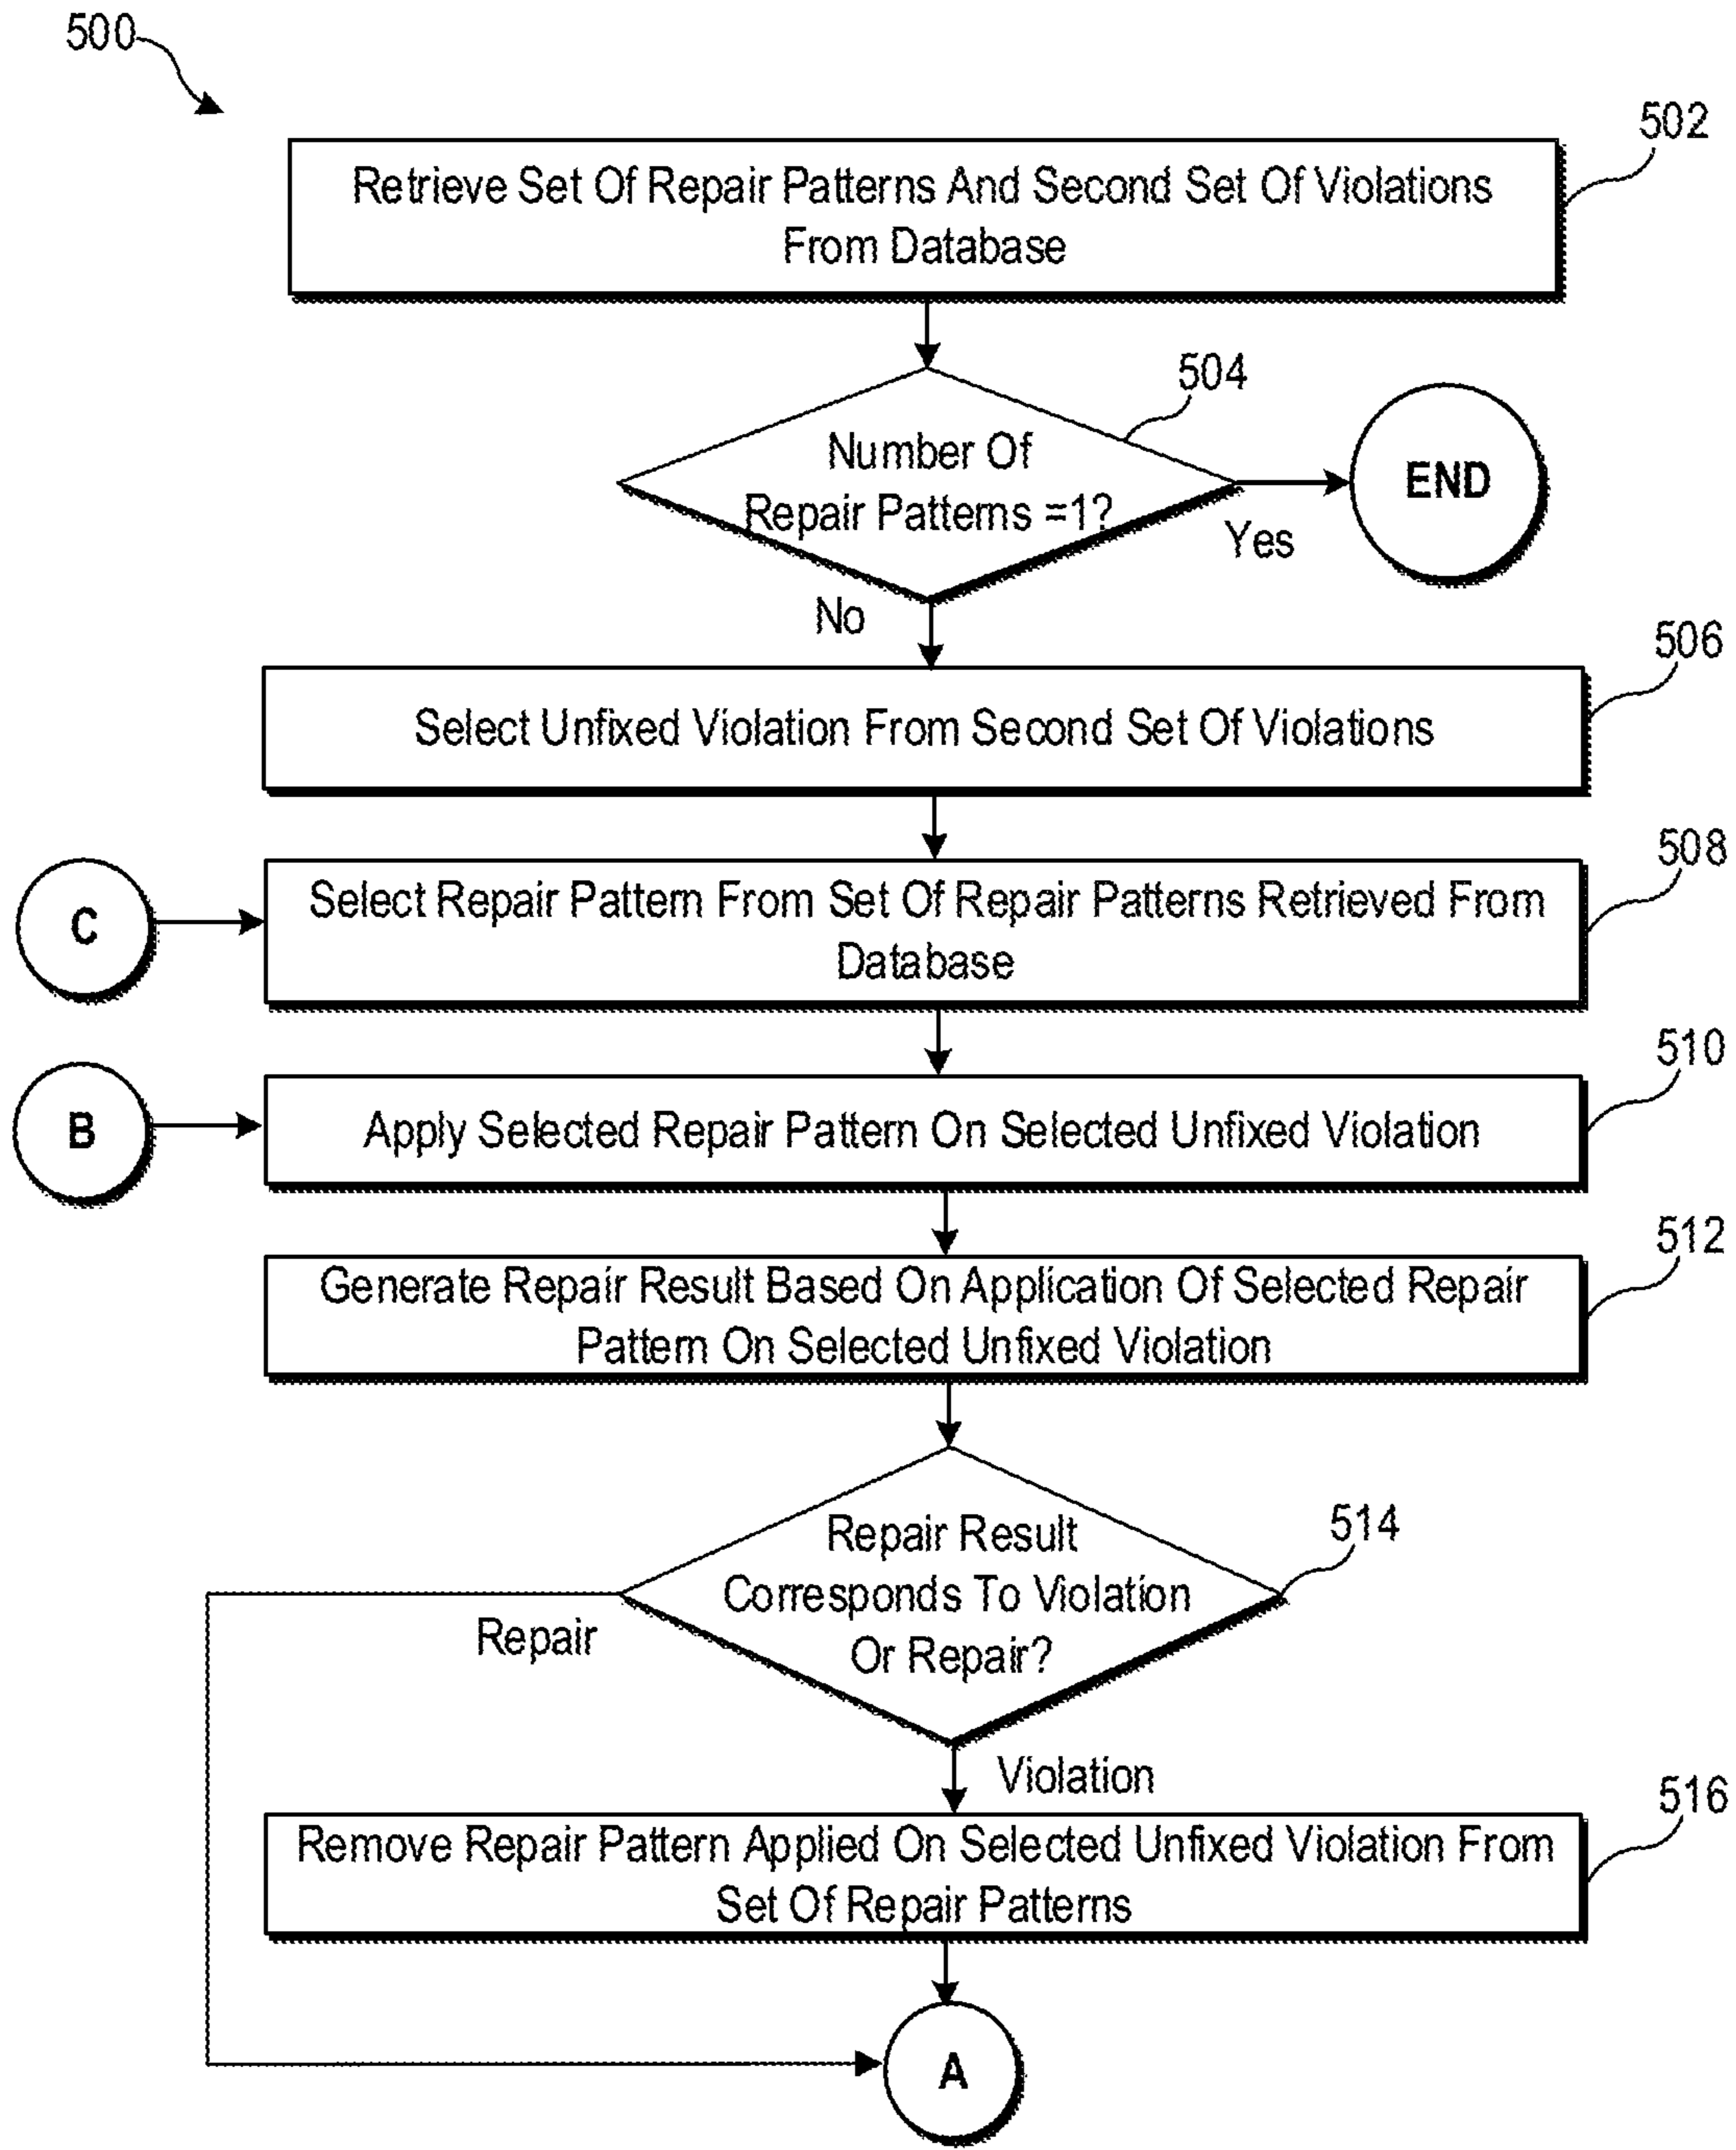 500
502
Retrieve Set Of Repair Patterns And Second Set Of Violations
From Database
504
Number Of
Repair Patterns =1?
END
Yes
No
506
Select Unfixed Violation From Second Set Of Violations
508
C
Select Repair Pattern From Set Of Repair Patterns Retrieved From
Database
510
B
Apply Selected Repair Pattern On Selected Unfixed Violation
512
Generate Repair Result Based On Application Of Selected Repair
Pattern On Selected Unfixed Violation
514
Repair Result
Corresponds To Violation
Or Repair?
Repair
Violation
516
Remove Repair Pattern Applied On Selected Unfixed Violation From
Set Of Repair Patterns
A